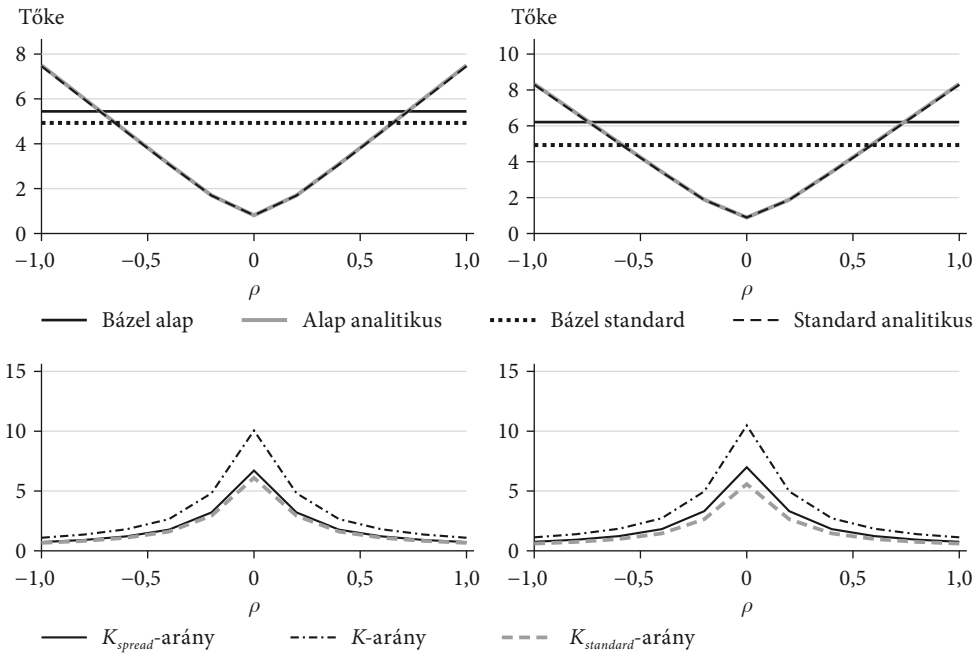 Tőke
Tőke
8
6
4
2
0
−1,0 −0,5 0 0,5 1,0
ρ
10
8
6
4
2
0
−1,0 −0,5 0 0,5 1,0
ρ
Bázel alap Alap analitikus Bázel standard Standard analitikus
15
10
5
0
−1,0 −0,5 0 0,5 1,0
ρ
15
10
5
0
−1,0 −0,5 0 0,5 1,0
ρ
Kspread-arány K-arány Kstandard-arány